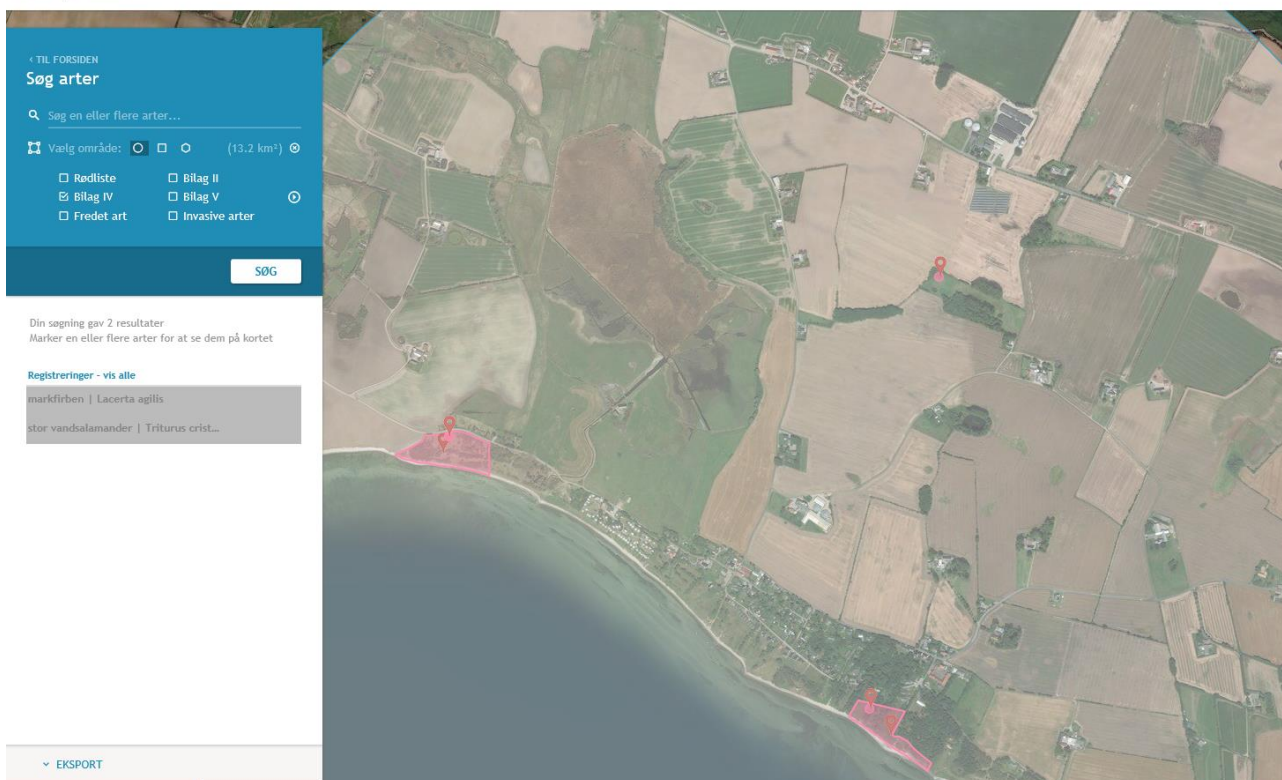 ‹ TIL FORSIDEN
Søg arter
Søg en eller flere arter...
Vælg område: (13.2 km²)
Rødliste Bilag II
Bilag IV Bilag V
Fredet art Invasive arter
SØG
Din søgning gav 2 resultater
Marker en eller flere arter for at se dem på kortet
Registreringer - vis alle
markfirben | Lacerta agilis
stor vandsalamander | Triturus crist...
EKSPORT